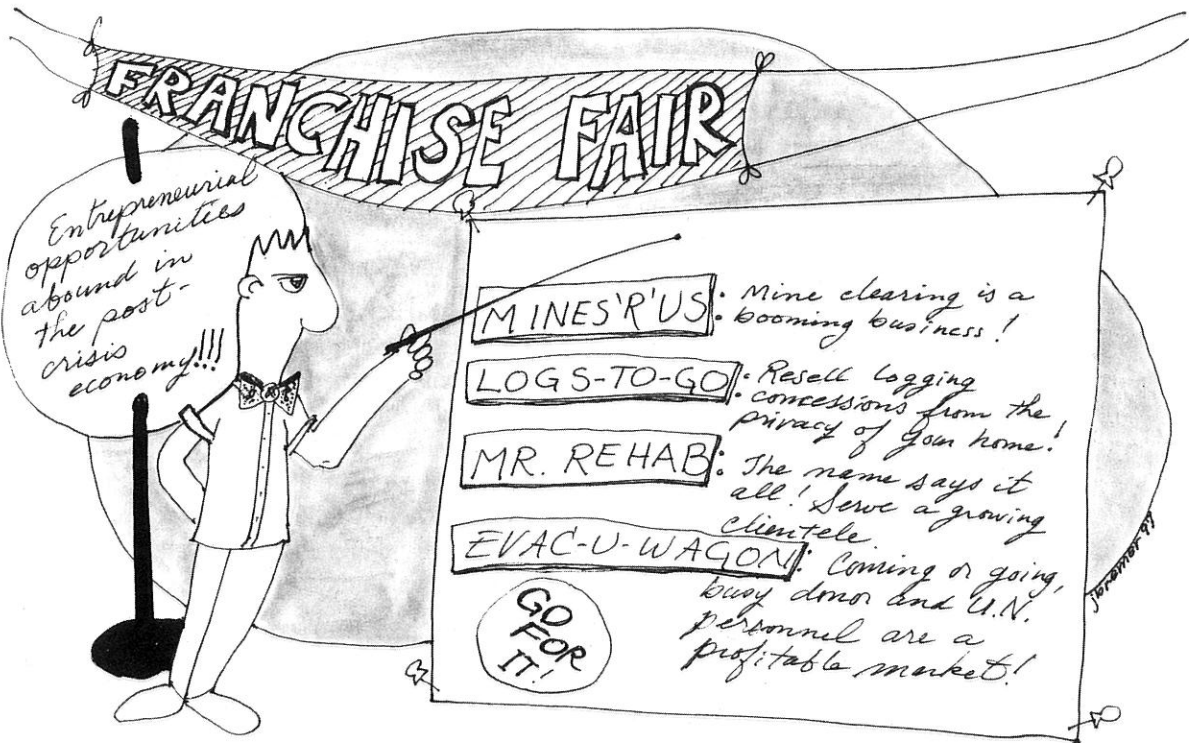 FRANCHISE FAIR
Entrepreneurial
opportunities
abound in
the post-
crisis
economy!!!
MINES'R'US: Mine clearing is a
booming business!
LOGS-TO-GO: Resell logging
concessions from the
privacy of your home!
MR. REHAB: The name says it
all! Serve a growing
clientele
EVAC-U-WAGON: Coming or going,
busy donor and U.N.
personnel are a
profitable market!
GO
FOR
IT!